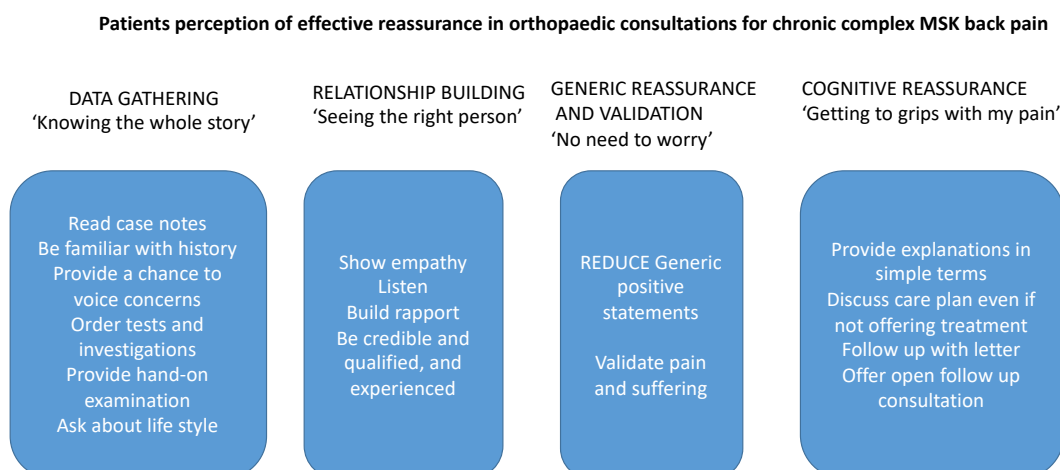 Patients perception of effective reassurance in orthopaedic consultations for chronic complex MSK back pain
DATA GATHERING
'Knowing the whole story'
RELATIONSHIP BUILDING
'Seeing the right person'
GENERIC REASSURANCE
AND VALIDATION
'No need to worry'
COGNITIVE REASSURANCE
'Getting to grips with my pain'
Read case notes
Be familiar with history
Provide a chance to
voice concerns
Order tests and
investigations
Provide hand-on
examination
Ask about life style
Show empathy
Listen
Build rapport
Be credible and
qualified, and
experienced
REDUCE Generic
positive
statements
Validate pain
and suffering
Provide explanations in
simple terms
Discuss care plan even if
not offering treatment
Follow up with letter
Offer open follow up
consultation